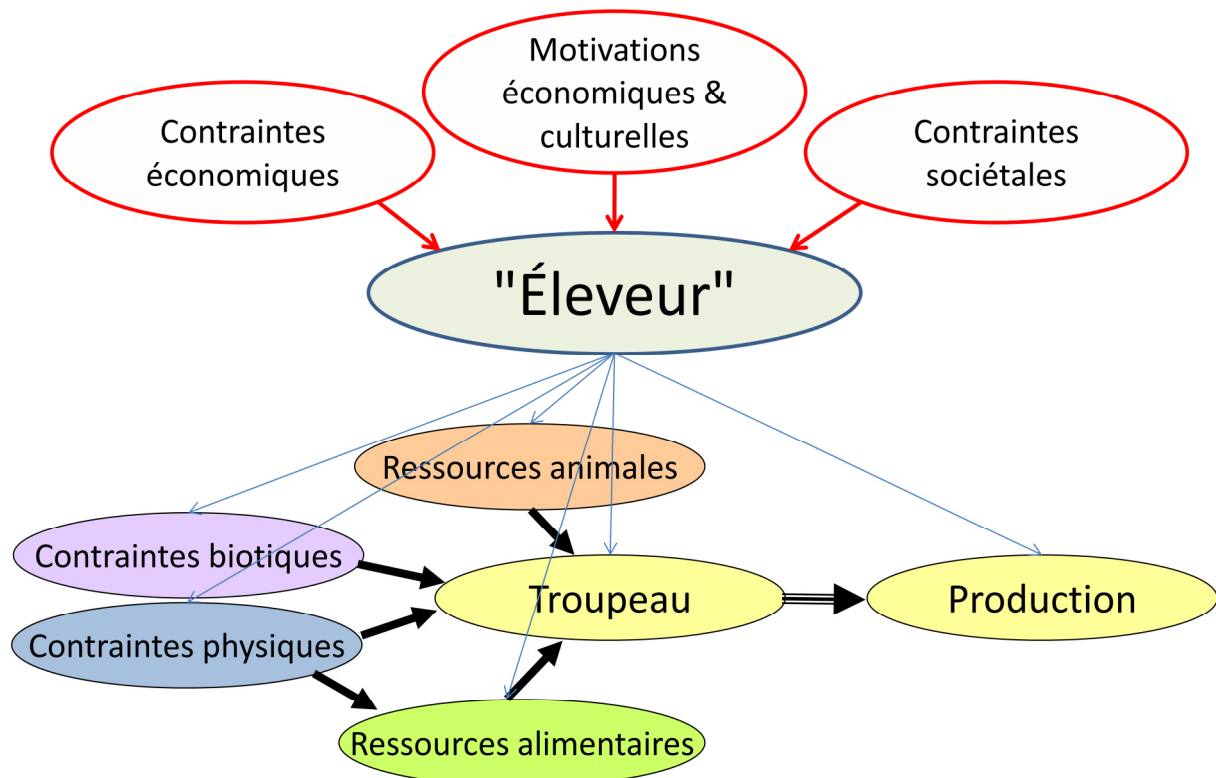 Motivations
économiques &
culturelles
Contraintes
économiques
Contraintes
sociétales
"Éleveur"
Ressources animales
Contraintes biotiques
Troupeau
Production
Contraintes physiques
Ressources alimentaires